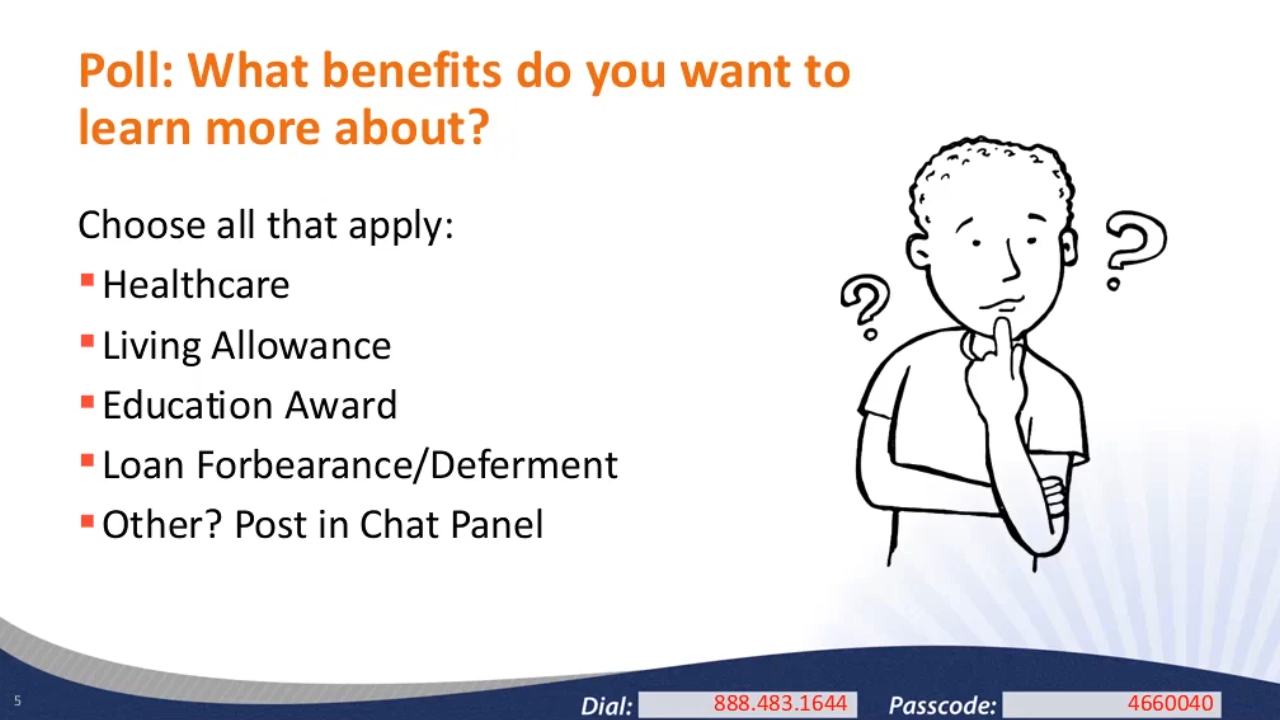 Poll: What benefits do you want to
learn more about?
Choose all that apply:
Healthcare
Living Allowance
Education Award
Loan Forbearance/Deferment
Other? Post in Chat Panel
5
Dial: 888.483.1644 Passcode: 4660040